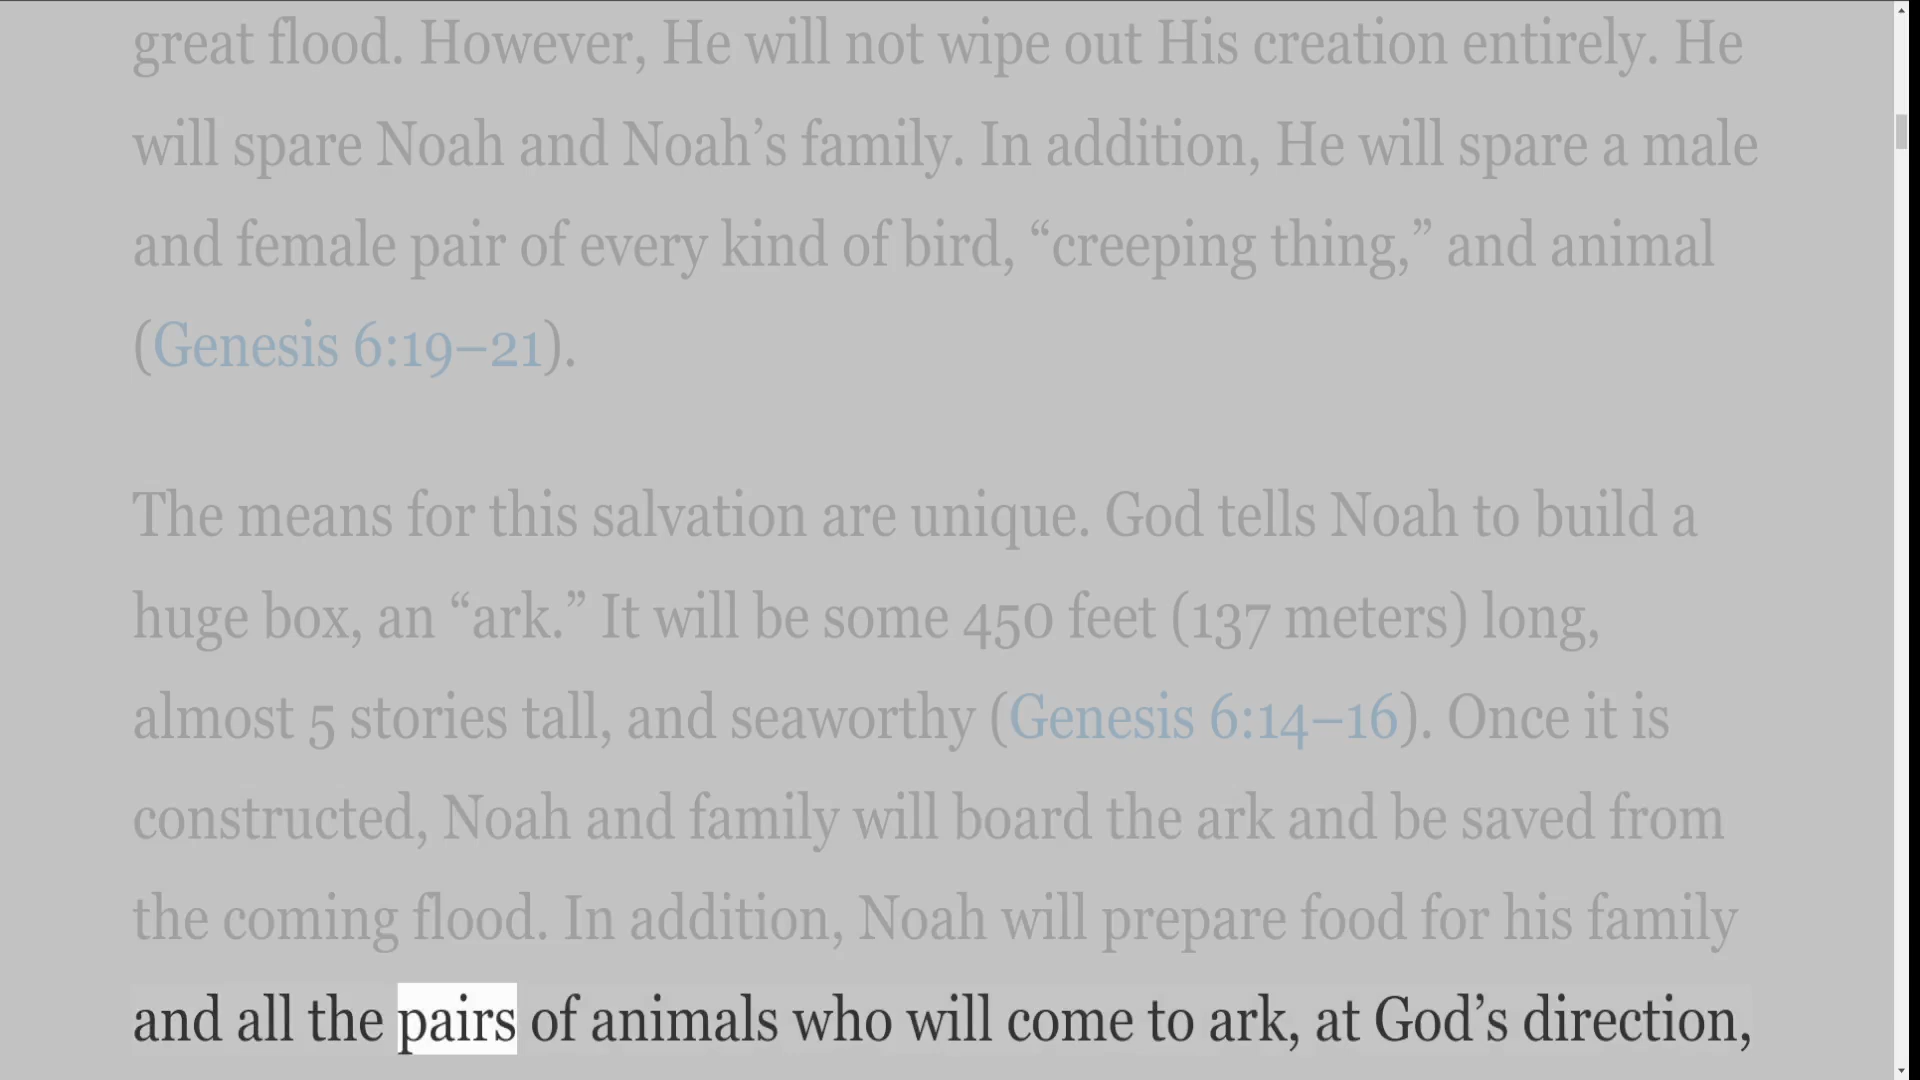 great flood. However, He will not wipe out His creation entirely. He
will spare Noah and Noah’s family. In addition, He will spare a male
and female pair of every kind of bird, “creeping thing,” and animal
(Genesis 6:19–21).
The means for this salvation are unique. God tells Noah to build a
huge box, an “ark.” It will be some 450 feet (137 meters) long,
almost 5 stories tall, and seaworthy (Genesis 6:14–16). Once it is
constructed, Noah and family will board the ark and be saved from
the coming flood. In addition, Noah will prepare food for his family
and all the pairs of animals who will come to ark, at God’s direction,